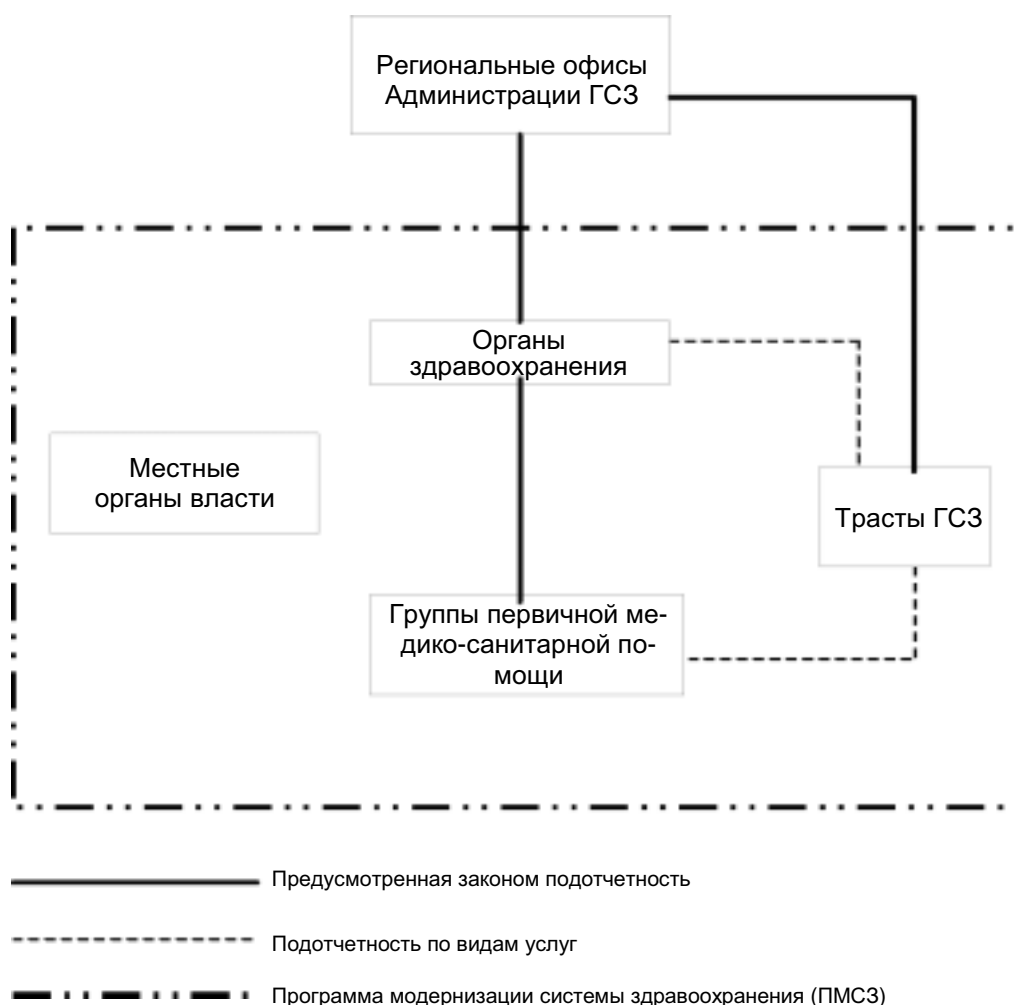 Региональные офисы
Администрации ГСЗ
Органы
здравоохранения
Местные
органы власти
Трасты ГСЗ
Группы первичной ме-
дико-санитарной по-
мощи
Предусмотренная законом подотчетность
Подотчетность по видам услуг
Программа модернизации системы здравоохранения (ПМСЗ)